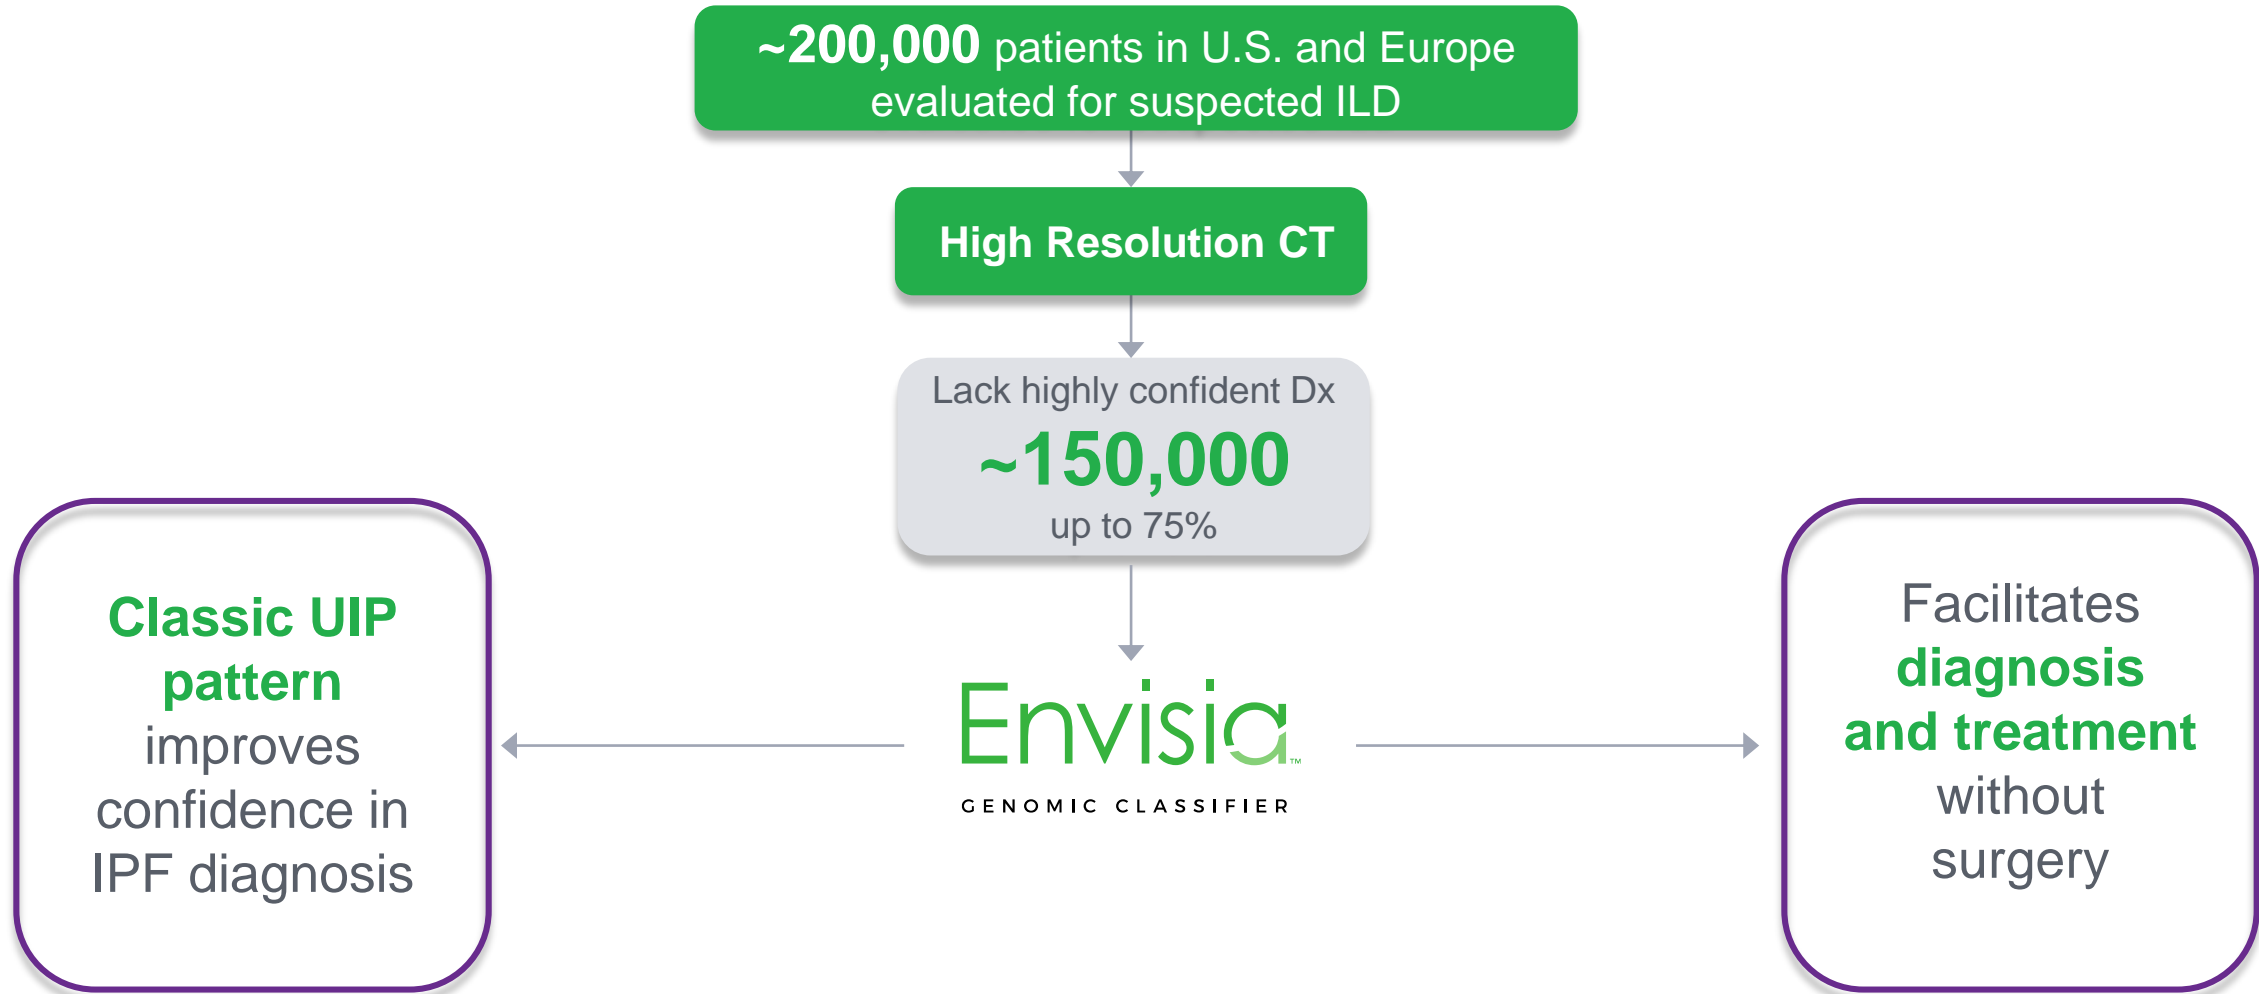 ~200,000 patients in U.S. and Europe
evaluated for suspected ILD
High Resolution CT
Lack highly confident Dx
~150,000
up to 75%
Classic UIP
pattern
improves
confidence in
IPF diagnosis
Envisia™
GENOMIC CLASSIFIER
Facilitates
diagnosis
and treatment
without
surgery